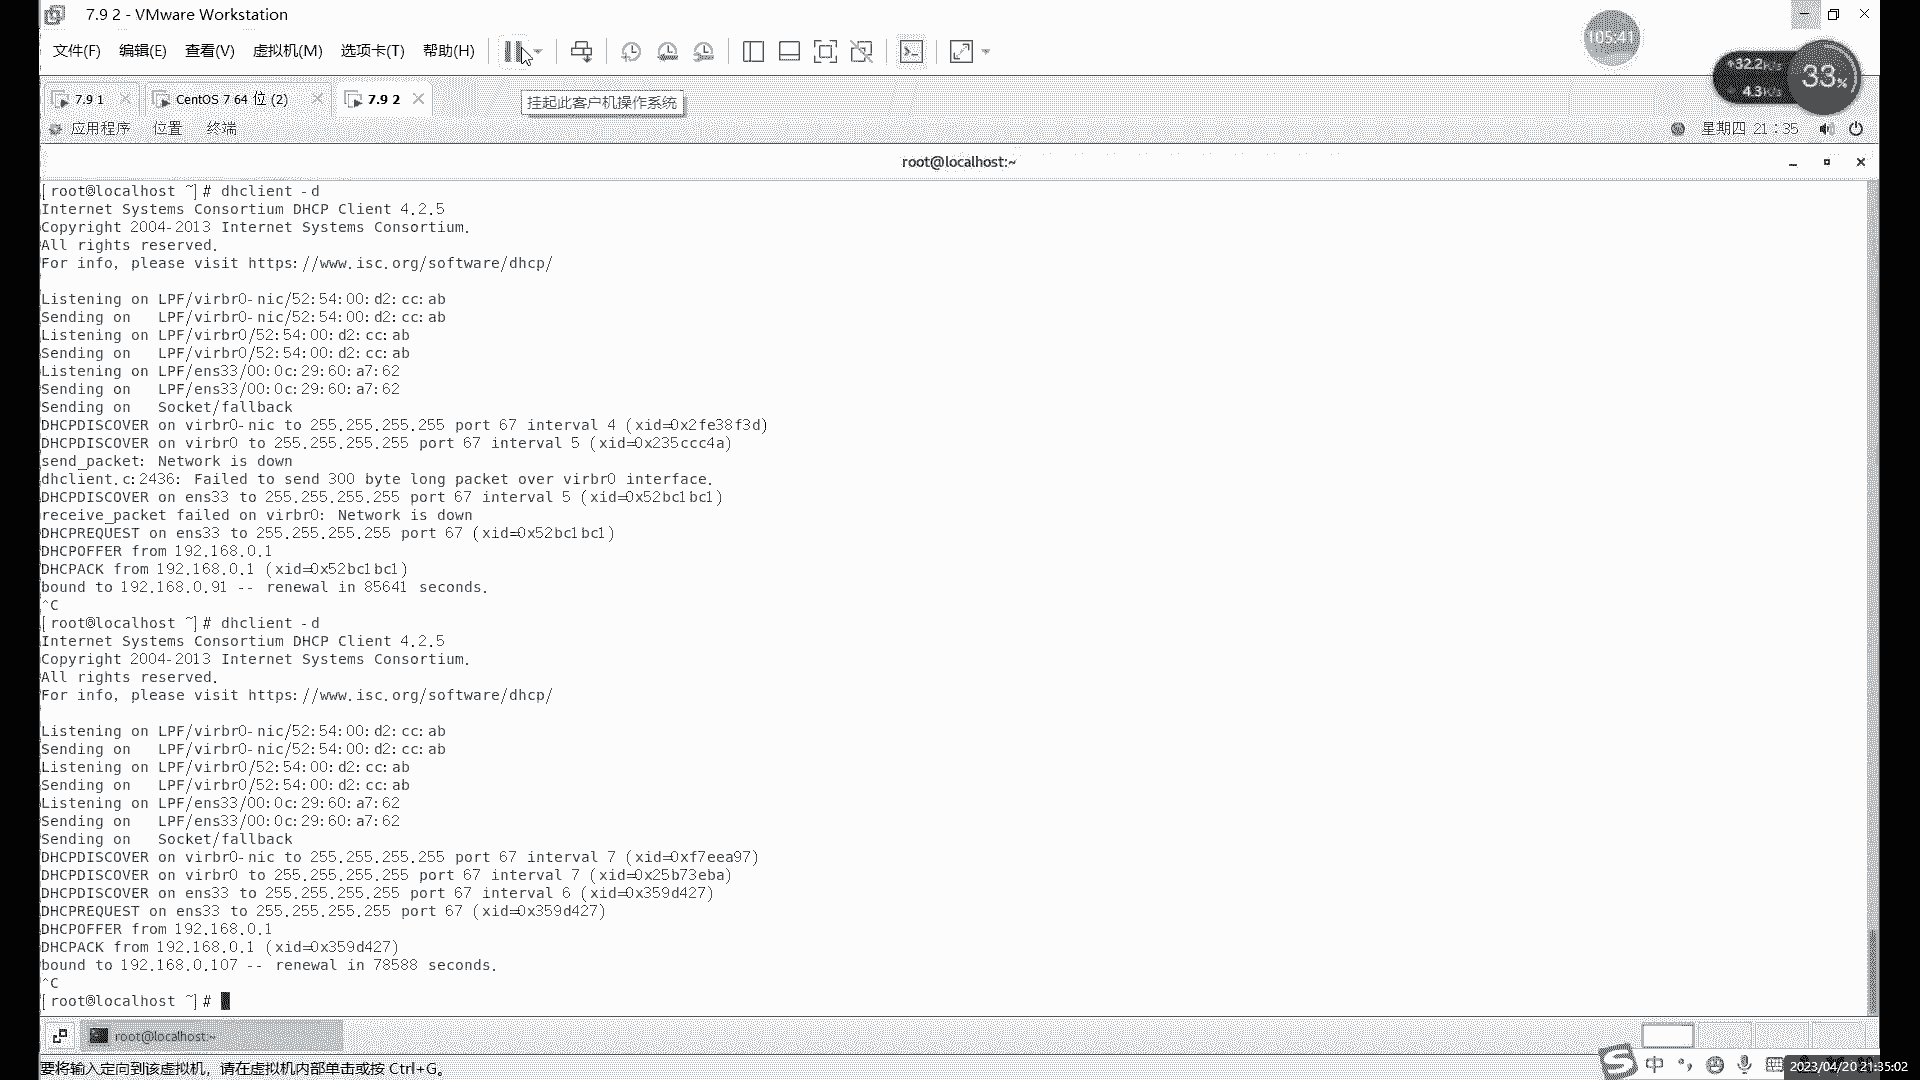 7.9 2 - VMware Workstation
105:41
文件(F) 编辑(E) 查看(V) 虚拟机(M) 选项卡(T) 帮助(H)
+32.2K/s
4.3K/s
33%
7.9 1 CentOS 7 64 位 (2) 7.9 2
挂起此客户机操作系统
应用程序 位置 终端
星期四 21：35
root@localhost:~
[root@localhost ~]# dhclient -d
Internet Systems Consortium DHCP Client 4.2.5
Copyright 2004-2013 Internet Systems Consortium.
All rights reserved.
For info, please visit https://www.isc.org/software/dhcp/
Listening on LPF/virbr0-nic/52:54:00:d2:cc:ab
Sending on   LPF/virbr0-nic/52:54:00:d2:cc:ab
Listening on LPF/virbr0/52:54:00:d2:cc:ab
Sending on   LPF/virbr0/52:54:00:d2:cc:ab
Listening on LPF/ens33/00:0c:29:60:a7:62
Sending on   LPF/ens33/00:0c:29:60:a7:62
Sending on   Socket/fallback
DHCPDISCOVER on virbr0-nic to 255.255.255.255 port 67 interval 4 (xid=0x2fe38f3d)
DHCPDISCOVER on virbr0 to 255.255.255.255 port 67 interval 5 (xid=0x235ccc4a)
send_packet: Network is down
dhclient.c:2436: Failed to send 300 byte long packet over virbr0 interface.
DHCPDISCOVER on ens33 to 255.255.255.255 port 67 interval 5 (xid=0x52bc1bc1)
receive_packet failed on virbr0: Network is down
DHCPREQUEST on ens33 to 255.255.255.255 port 67 (xid=0x52bc1bc1)
DHCPOFFER from 192.168.0.1
DHCPACK from 192.168.0.1 (xid=0x52bc1bc1)
bound to 192.168.0.91 -- renewal in 85641 seconds.
^C
[root@localhost ~]# dhclient -d
Internet Systems Consortium DHCP Client 4.2.5
Copyright 2004-2013 Internet Systems Consortium.
All rights reserved.
For info, please visit https://www.isc.org/software/dhcp/
Listening on LPF/virbr0-nic/52:54:00:d2:cc:ab
Sending on   LPF/virbr0-nic/52:54:00:d2:cc:ab
Listening on LPF/virbr0/52:54:00:d2:cc:ab
Sending on   LPF/virbr0/52:54:00:d2:cc:ab
Listening on LPF/ens33/00:0c:29:60:a7:62
Sending on   LPF/ens33/00:0c:29:60:a7:62
Sending on   Socket/fallback
DHCPDISCOVER on virbr0-nic to 255.255.255.255 port 67 interval 7 (xid=0xf7eea97)
DHCPDISCOVER on virbr0 to 255.255.255.255 port 67 interval 7 (xid=0x25b73eba)
DHCPDISCOVER on ens33 to 255.255.255.255 port 67 interval 6 (xid=0x359d427)
DHCPREQUEST on ens33 to 255.255.255.255 port 67 (xid=0x359d427)
DHCPOFFER from 192.168.0.1
DHCPACK from 192.168.0.1 (xid=0x359d427)
bound to 192.168.0.107 -- renewal in 78588 seconds.
^C
[root@localhost ~]#
root@localhost:~
要将输入定向到该虚拟机，请在虚拟机内部单击或按 Ctrl+G。
中
2023/04/20 21:35:02